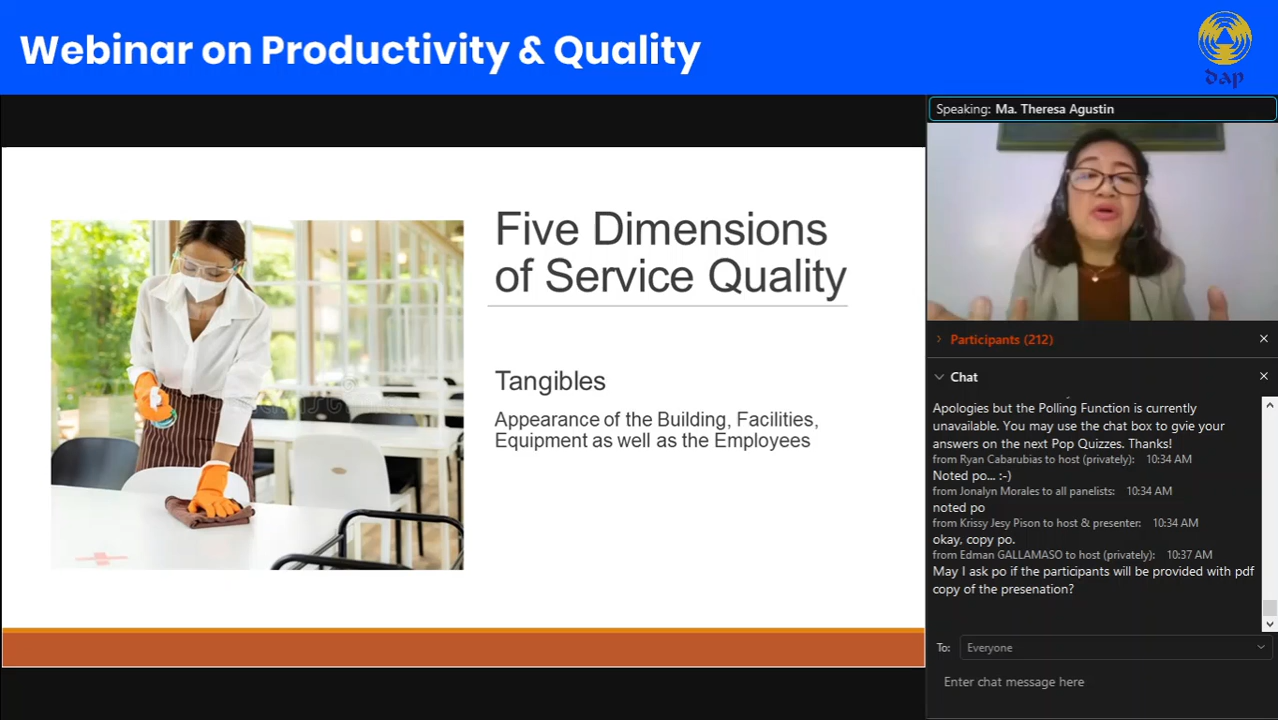 Webinar on Productivity & Quality
dap
Speaking: Ma. Theresa Agustin
Five Dimensions
of Service Quality
Tangibles
Appearance of the Building, Facilities,
Equipment as well as the Employees
Participants (212)
Chat
Apologies but the Polling Function is currently
unavailable. You may use the chat box to gvie your
answers on the next Pop Quizzes. Thanks!
from Ryan Cabarubias to host (privately): 10:34 AM
Noted po... :-)
from Jonalyn Morales to all panelists: 10:34 AM
noted po
from Krissy Jesy Pison to host & presenter: 10:34 AM
okay, copy po.
from Edman GALLAMASO to host (privately): 10:37 AM
May I ask po if the participants will be provided with pdf
copy of the presenation?
To: Everyone
Enter chat message here